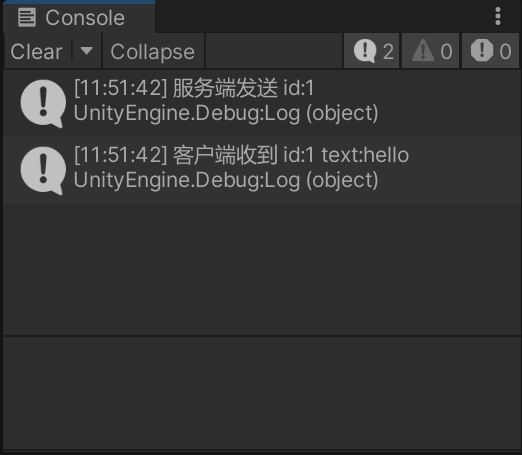 Console
Clear Collapse 2 0 0
[11:51:42] 服务端发送 id:1
UnityEngine.Debug:Log (object)
[11:51:42] 客户端收到 id:1 text:hello
UnityEngine.Debug:Log (object)